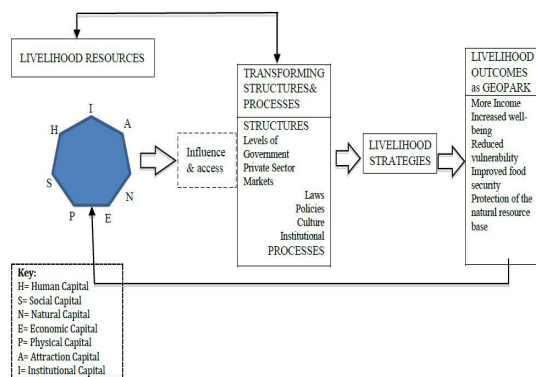 LIVELIHOOD RESOURCES
I
H
A
S
N
P
E
Influence
& access
TRANSFORMING
STRUCTURES&
PROCESSES
STRUCTURES
Levels of
Government
Private Sector
Markets
Laws
Policies
Culture
Institutional
PROCESSES
LIVELIHOOD
STRATEGIES
LIVELIHOOD
OUTCOMES
as GEOPARK
More Income
Increased well-
being
Reduced
vulnerability
Improved food
security
Protection of the
natural resource
base
Key:
H= Human Capital
S= Social Capital
N= Natural Capital
E= Economic Capital
P= Physical Capital
A= Attraction Capital
I= Institutional Capital